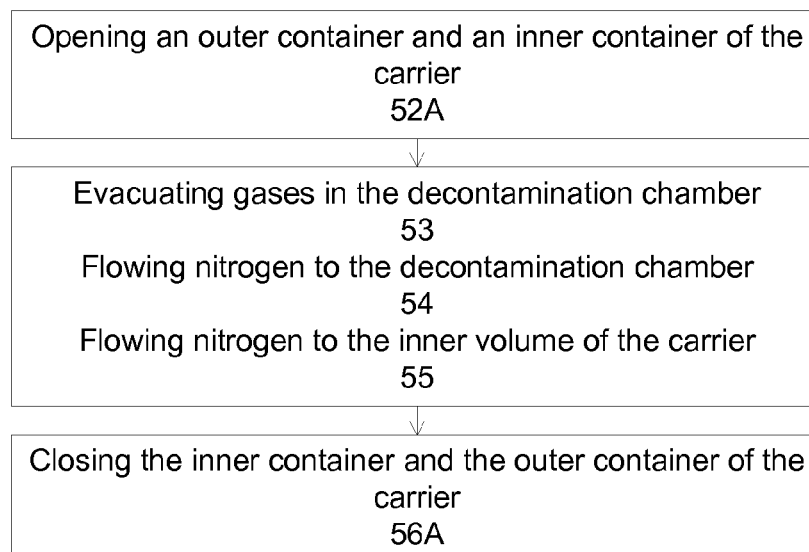 Opening an outer container and an inner container of the
carrier
52A
Evacuating gases in the decontamination chamber
53
Flowing nitrogen to the decontamination chamber
54
Flowing nitrogen to the inner volume of the carrier
55
Closing the inner container and the outer container of the
carrier
56A